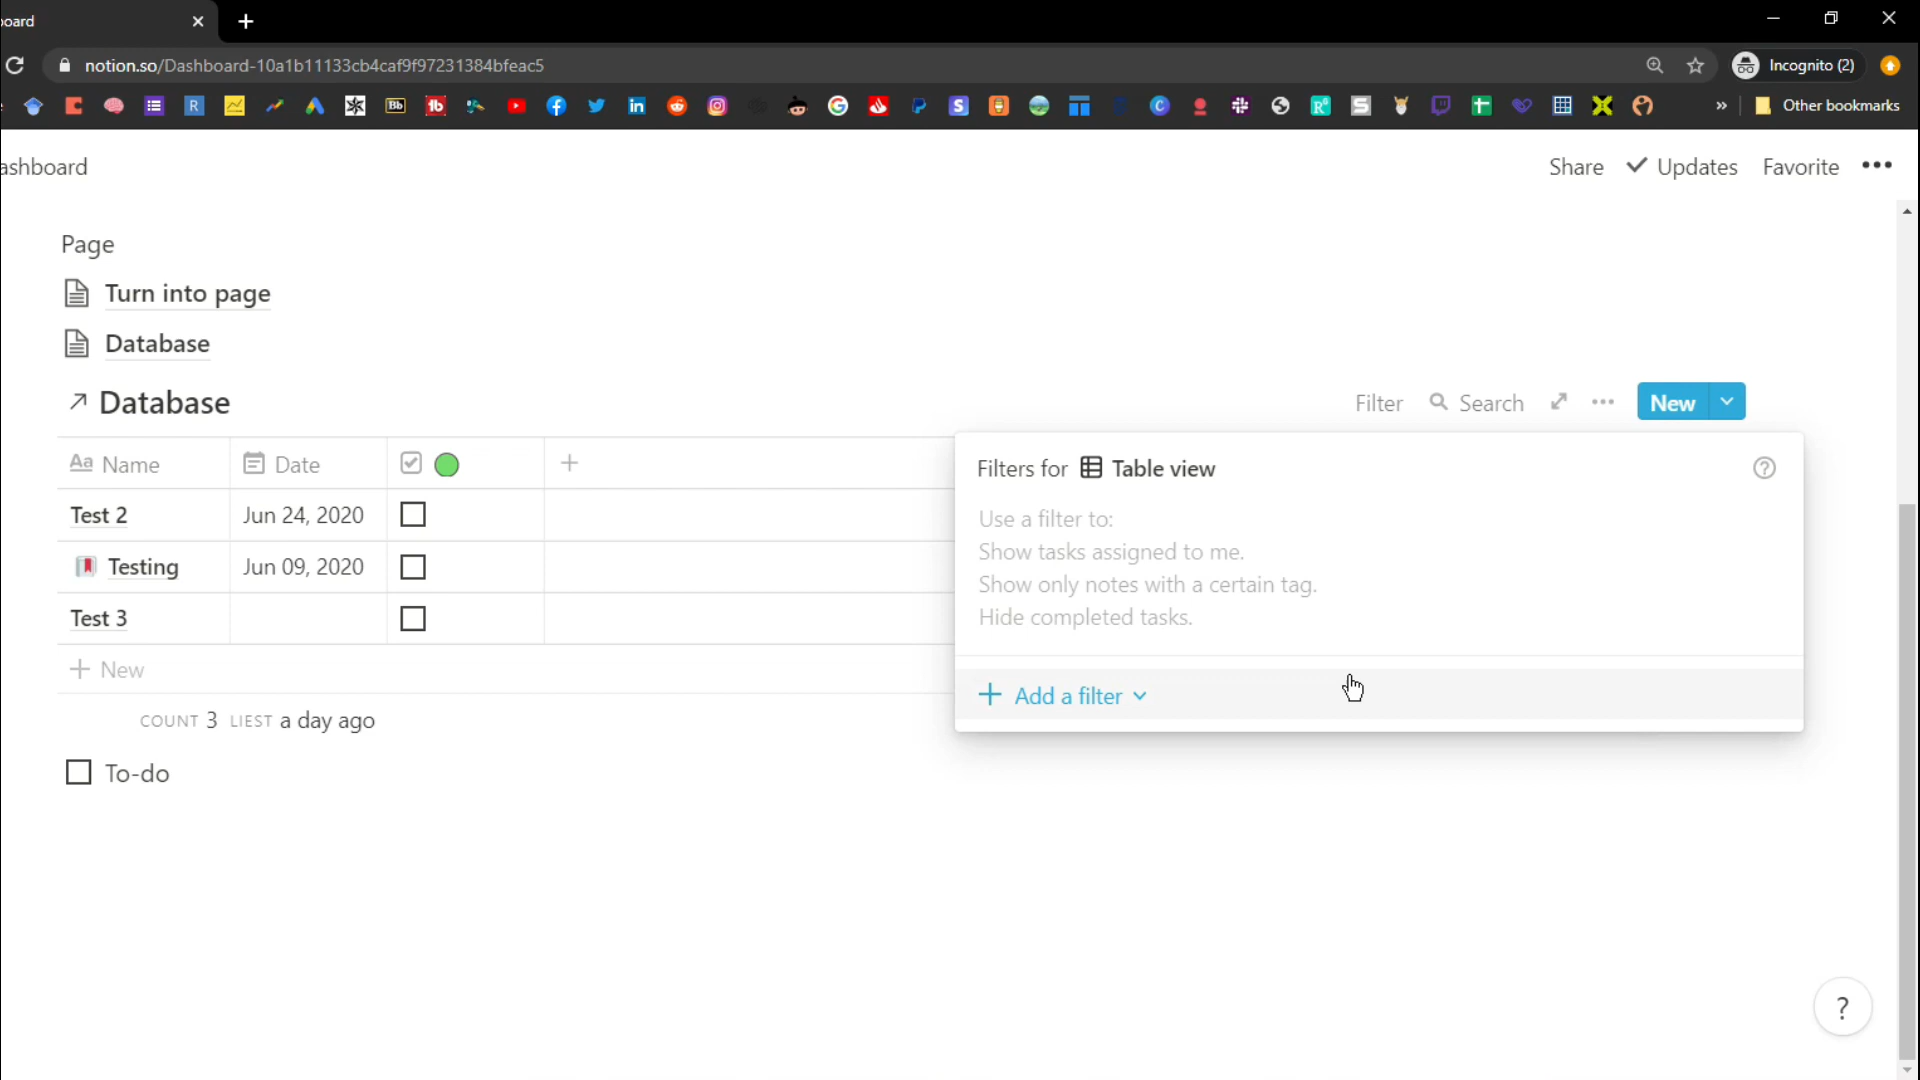 board
notion.so/Dashboard-10a1b11133cb4caf9f97231384bfeac5
Incognito (2)
Other bookmarks
ashboard
Share
Updates
Favorite
Page
Turn into page
Database
Database
Filter
Search
New
Aa Name
Date
Test 2
Jun 24, 2020
Testing
Jun 09, 2020
Test 3
New
COUNT 3 LIEST a day ago
To-do
Filters for Table view
Use a filter to:
Show tasks assigned to me.
Show only notes with a certain tag.
Hide completed tasks.
Add a filter
?